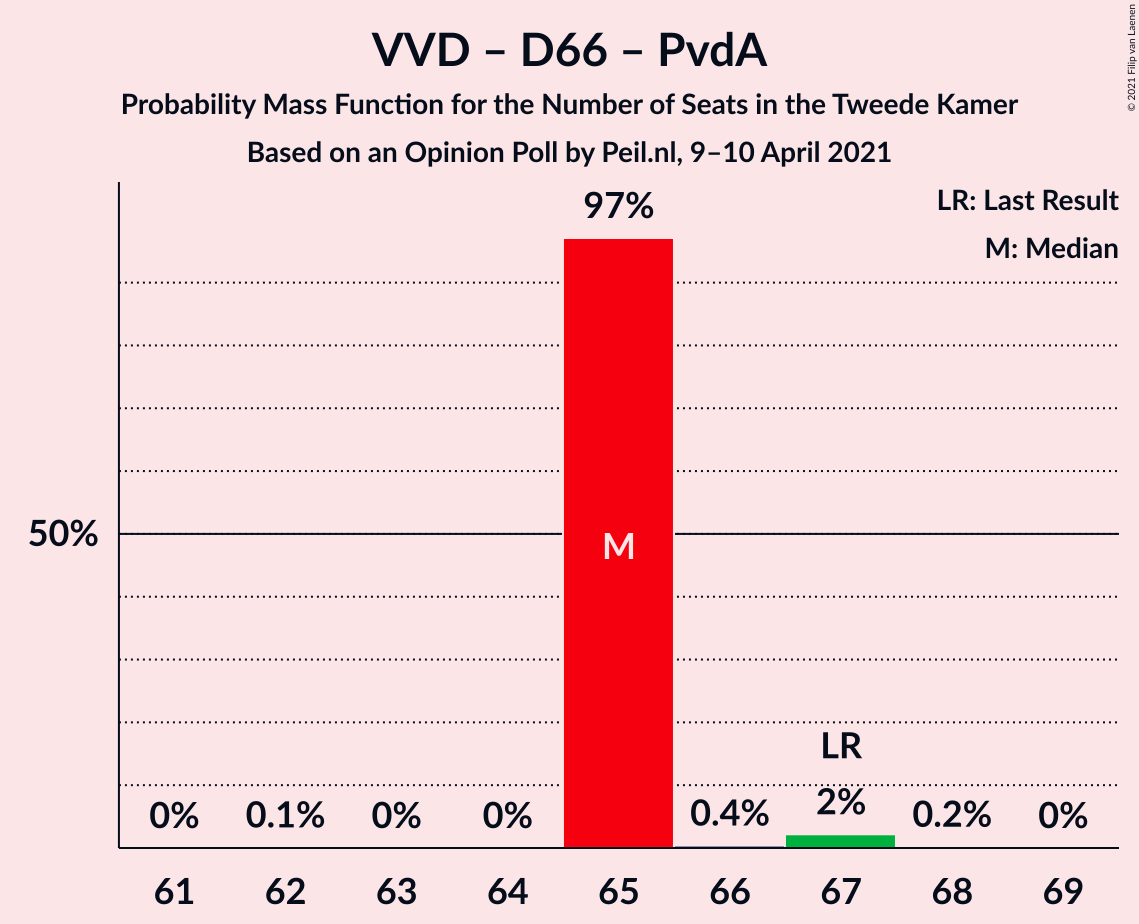 VVD – D66 – PvdA
Probability Mass Function for the Number of Seats in the Tweede Kamer
Based on an Opinion Poll by Peil.nl, 9–10 April 2021
© 2021 Filip van Laenen
LR: Last Result
M: Median
97%
50%
M
LR
0% 0.1% 0% 0% 0.4% 2% 0.2% 0%
61 62 63 64 65 66 67 68 69